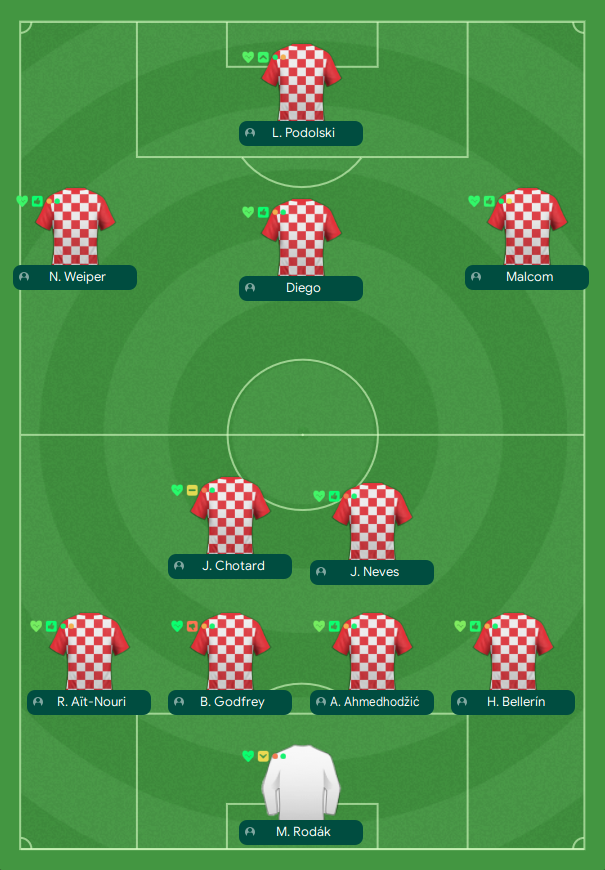 L. Podolski
N. Weiper
Diego
Malcom
J. Chotard
J. Neves
R. Aït-Nouri
B. Godfrey
A. Ahmedhodžić
H. Bellerín
M. Rodák